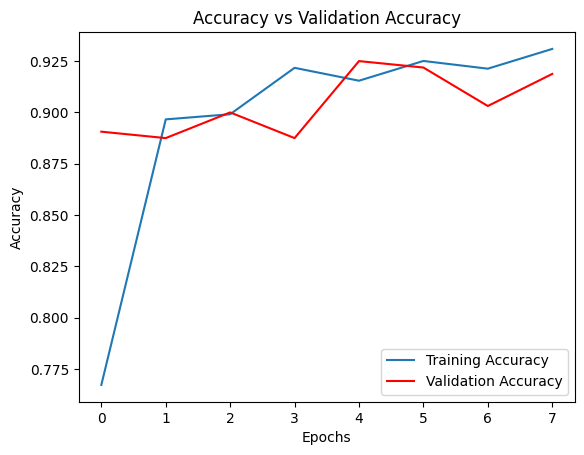 Accuracy vs Validation Accuracy
0.925
0.900
0.875
0.850
0.825
0.800
0.775
Accuracy
Training Accuracy
Validation Accuracy
0 1 2 3 4 5 6 7
Epochs